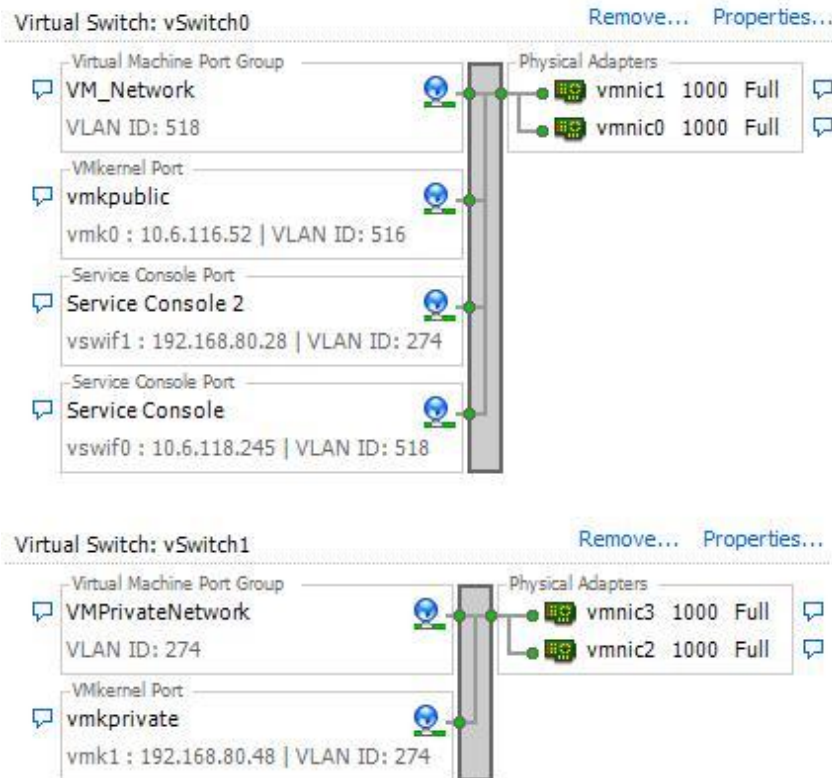 Virtual Switch: vSwitch0 Remove... Properties...
Virtual Machine Port Group Physical Adapters
VM_Network vmnic1 1000 Full
VLAN ID: 518 vmnic0 1000 Full
VMkernel Port
vmkpublic
vmk0 : 10.6.116.52 | VLAN ID: 516
Service Console Port
Service Console 2
vswif1 : 192.168.80.28 | VLAN ID: 274
Service Console Port
Service Console
vswif0 : 10.6.118.245 | VLAN ID: 518
Virtual Switch: vSwitch1 Remove... Properties...
Virtual Machine Port Group Physical Adapters
VMPrivateNetwork vmnic3 1000 Full
VLAN ID: 274 vmnic2 1000 Full
VMkernel Port
vmkprivate
vmk1 : 192.168.80.48 | VLAN ID: 274